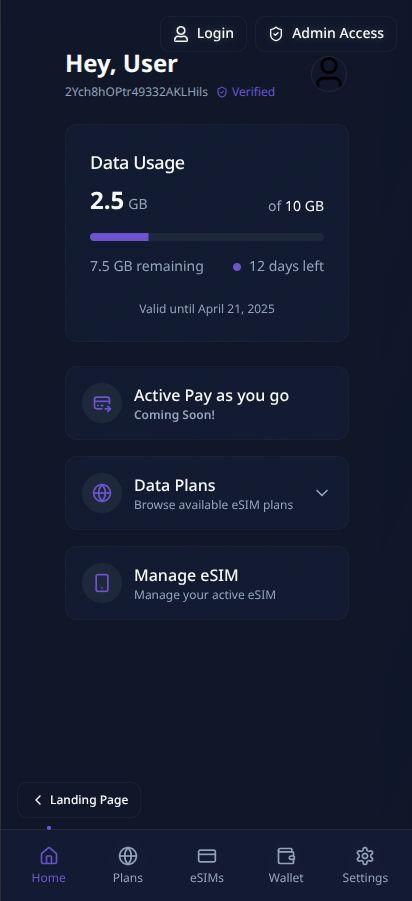 Login
Admin Access
Hey, User
2Ych8hOPtr49332AKLHils Verified
Data Usage
2.5 GB of 10 GB
7.5 GB remaining 12 days left
Valid until April 21, 2025
Active Pay as you go
Coming Soon!
Data Plans
Browse available eSIM plans
Manage eSIM
Manage your active eSIM
Landing Page
Home Plans eSIMs Wallet Settings